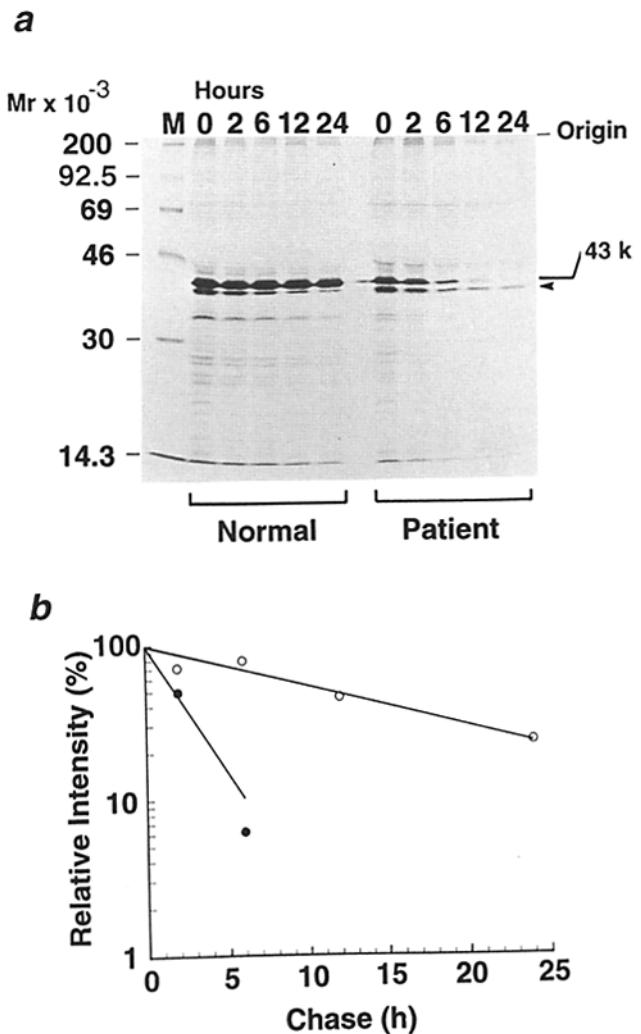 a
Hours
Mr x 10-3
M 0 2 6 12 24 0 2 6 12 24
Origin
200
92.5
69
46
43 k
30
14.3
Normal
Patient
b
100
10
1
Relative Intensity (%)
0 5 10 15 20 25
Chase (h)